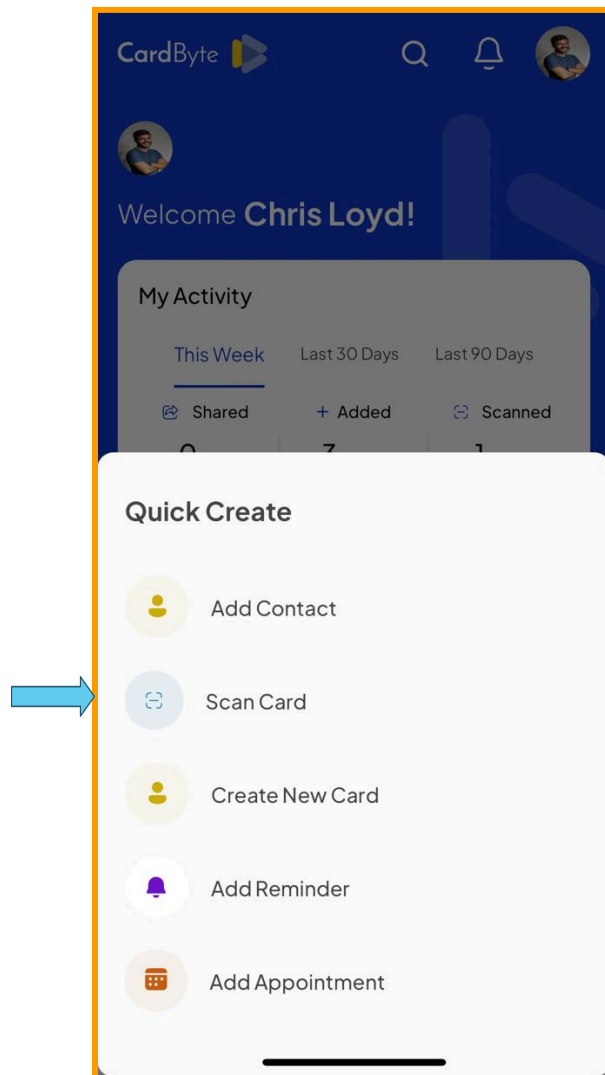 CardByte
Welcome Chris Loyd!
My Activity
This Week Last 30 Days Last 90 Days
Shared + Added Scanned
Quick Create
Add Contact
Scan Card
Create New Card
Add Reminder
Add Appointment